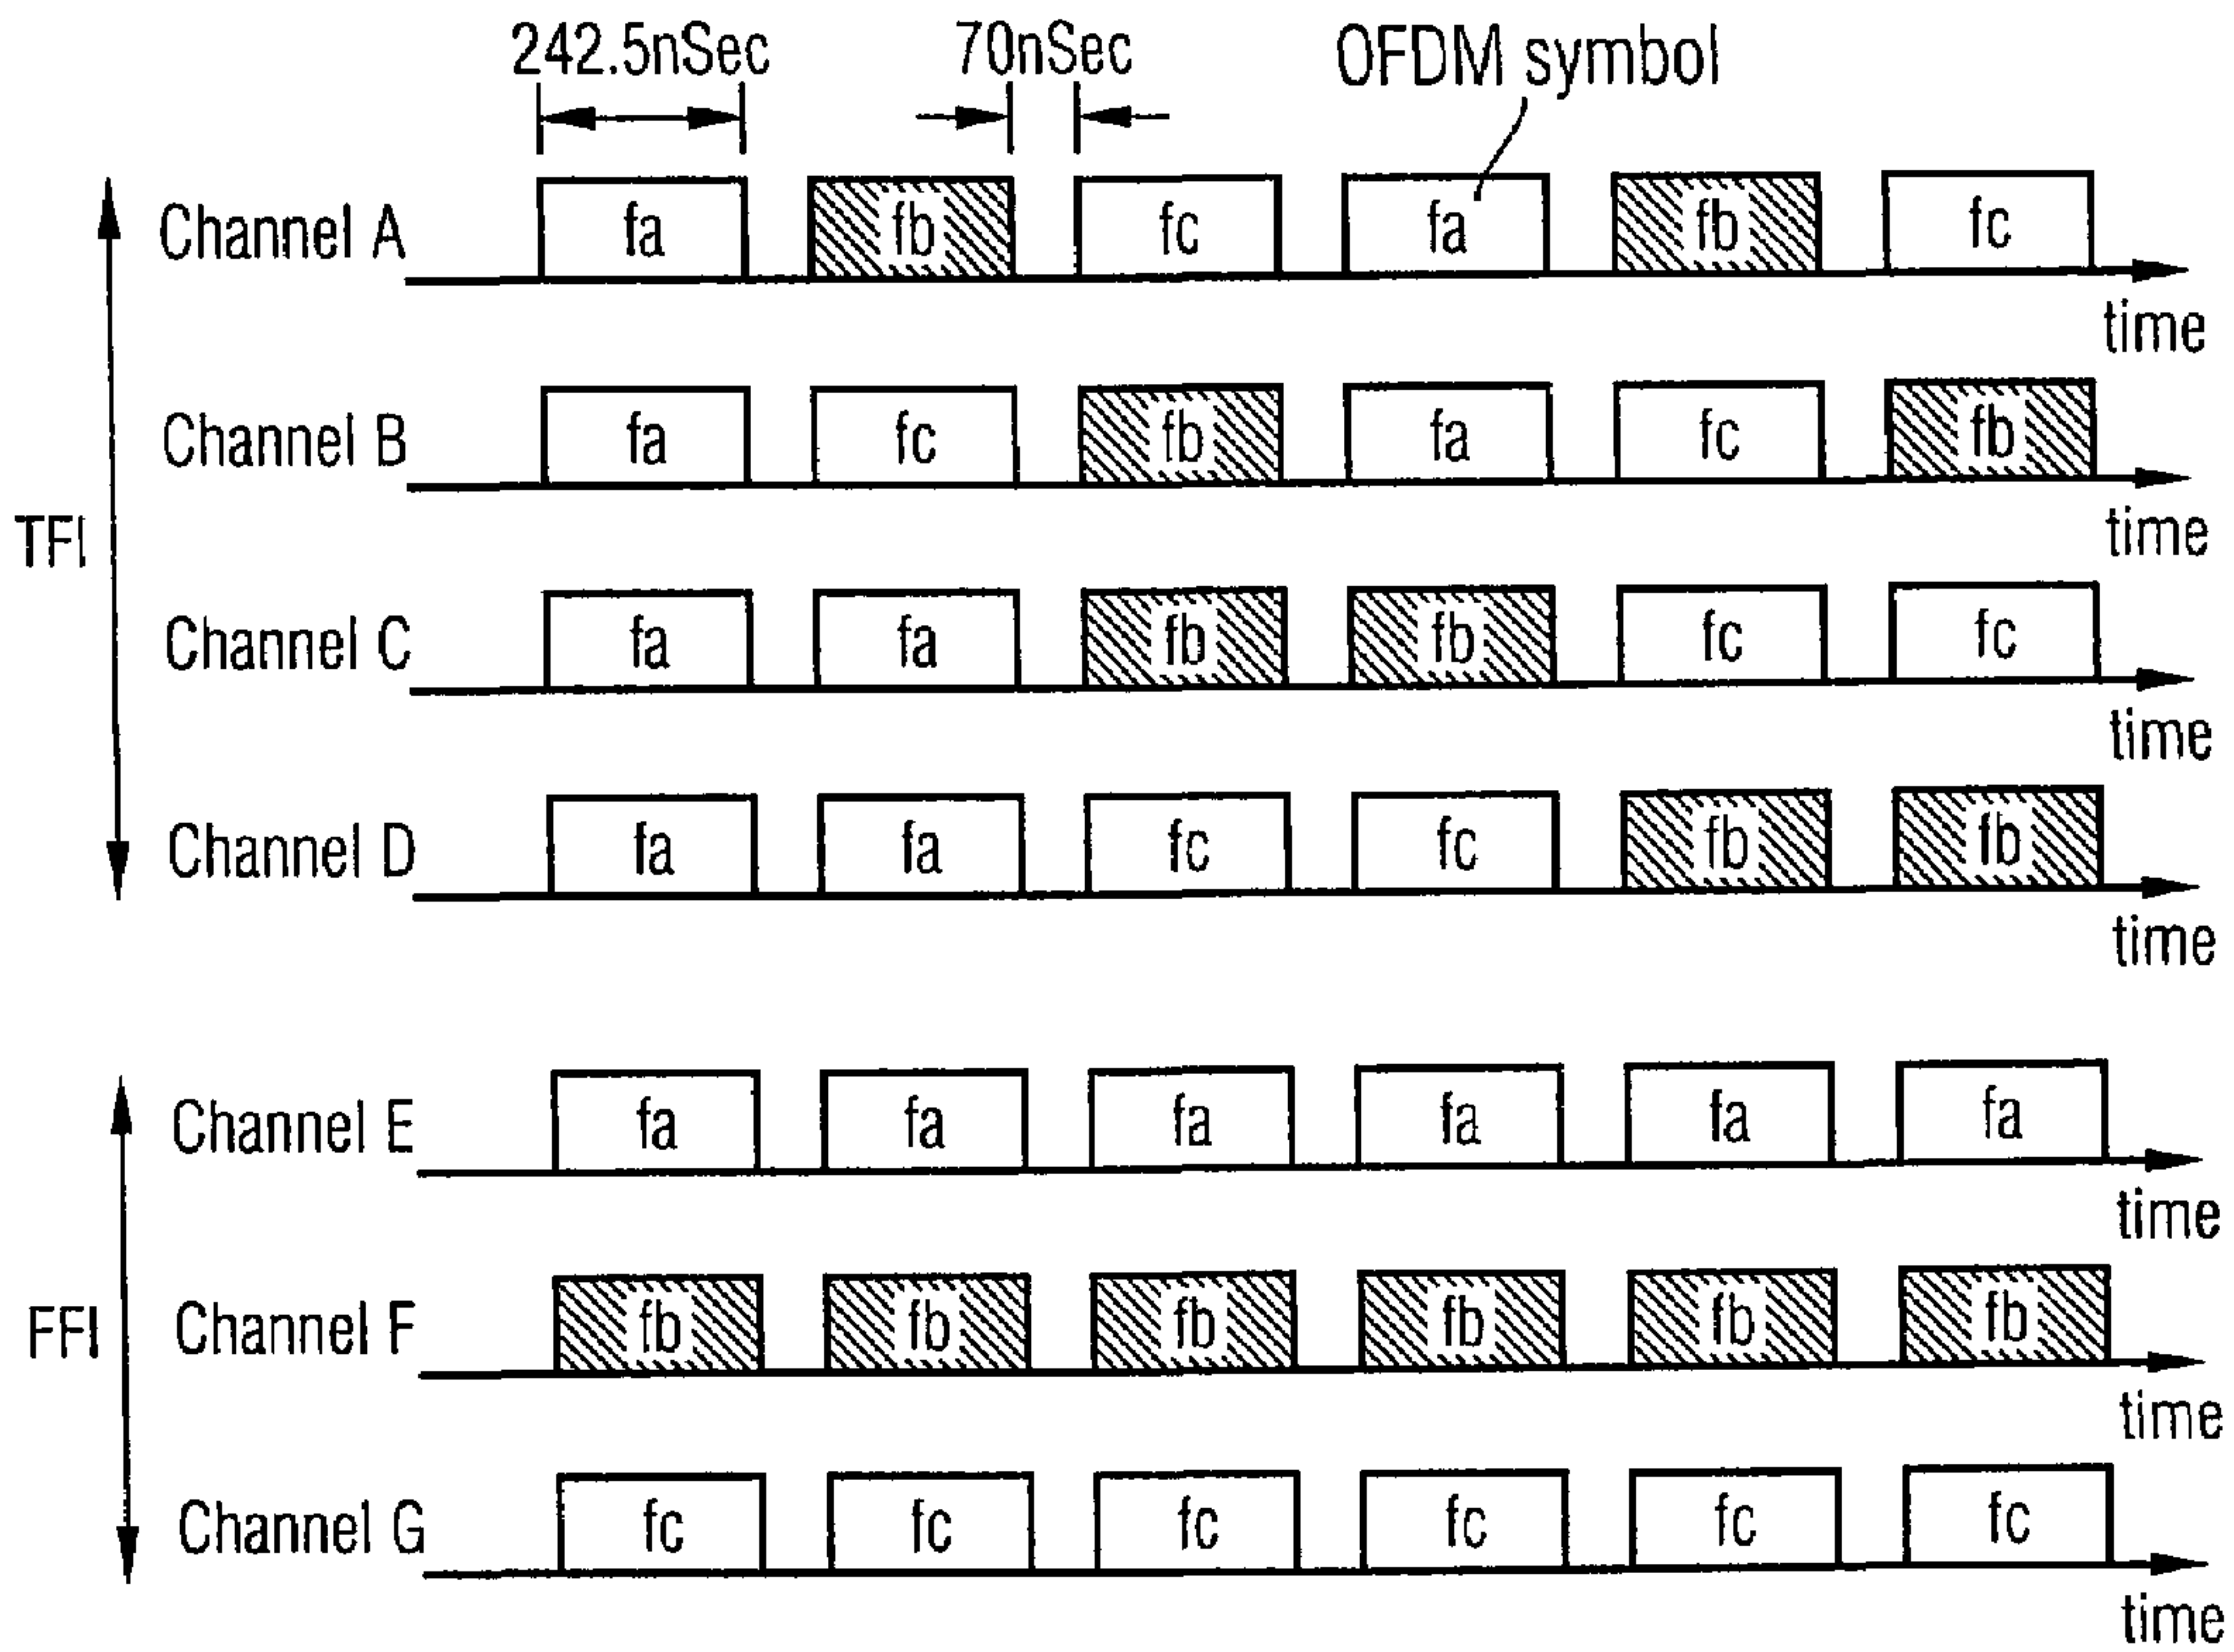 242.5nSec 70nSec OFDM symbol
Channel A fa fb fc fa fb fc
time
Channel B fa fc fb fa fc fb
time
TFI
Channel C fa fa fb fb fc fc
time
Channel D fa fa fc fc fb fb
time
Channel E fa fa fa fa fa fa
time
FFI
Channel F fb fb fb fb fb fb
time
Channel G fc fc fc fc fc fc
time